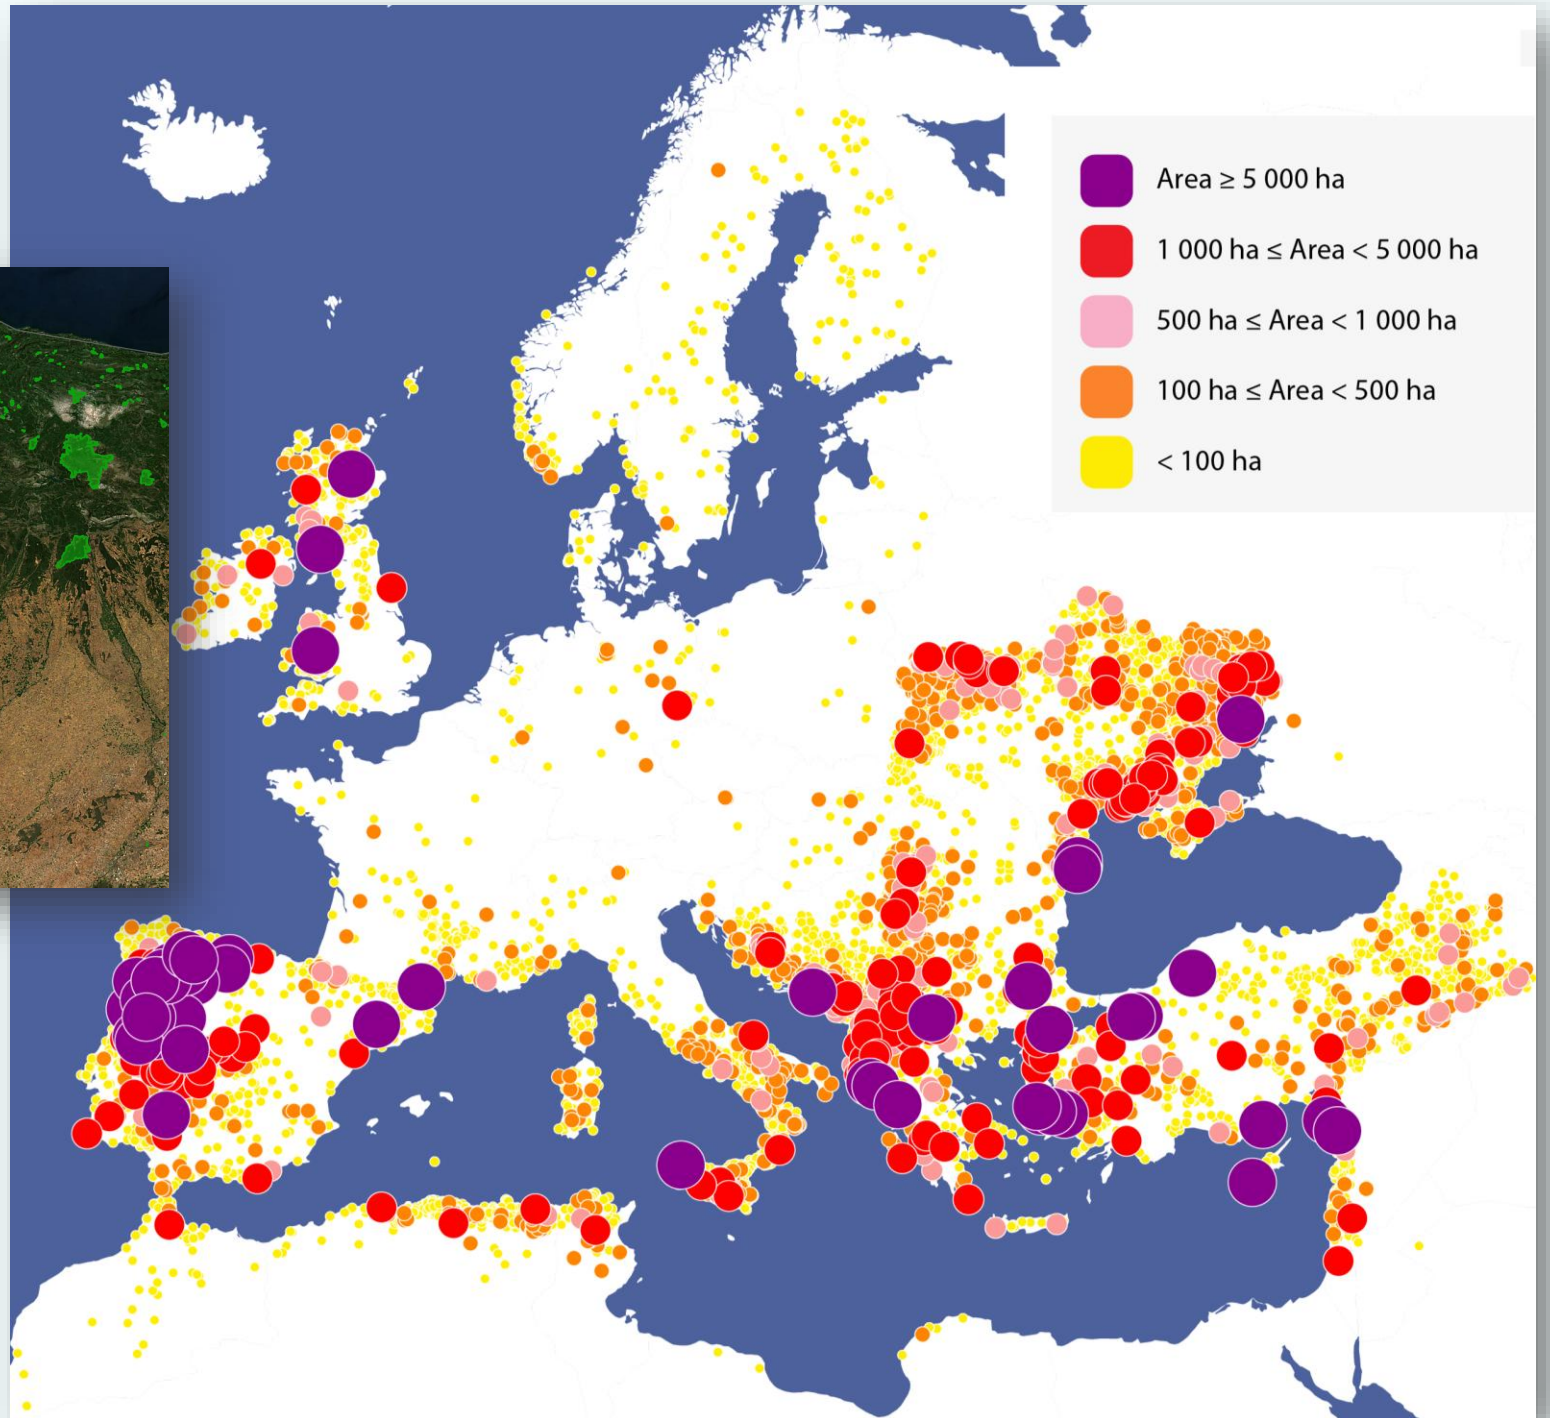 Area ≥ 5 000 ha
1 000 ha ≤ Area < 5 000 ha
500 ha ≤ Area < 1 000 ha
100 ha ≤ Area < 500 ha
< 100 ha